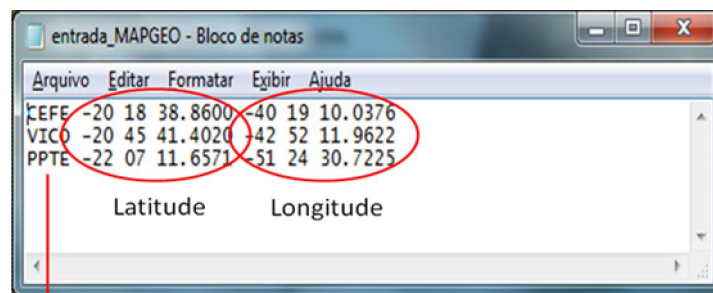 entrada_MAPGEO - Bloco de notas
Arquivo Editar Formatar Exibir Ajuda
CEFE -20 18 38.8600 -40 19 10.0376
VICO -20 45 41.4020 -42 52 11.9622
PPTE -22 07 11.6571 -51 24 30.7225
Latitude Longitude